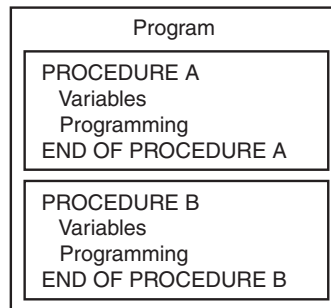 Program
PROCEDURE A
Variables
Programming
END OF PROCEDURE A
PROCEDURE B
Variables
Programming
END OF PROCEDURE B